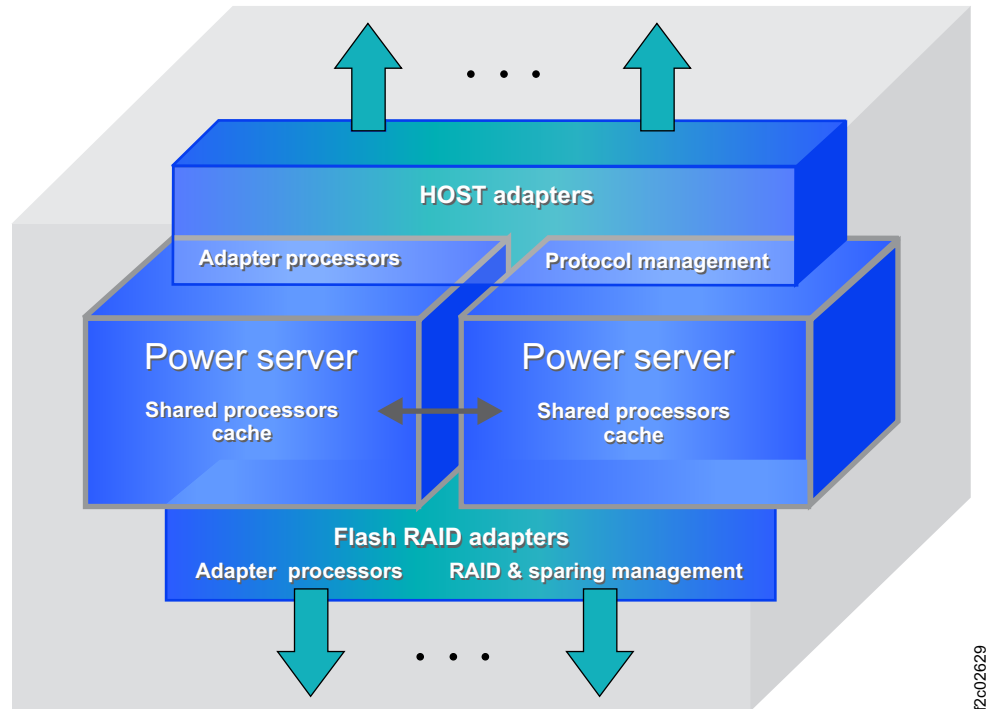 HOST adapters
Adapter processors
Protocol management
Power server
Shared processors
cache
Power server
Shared processors
cache
Flash RAID adapters
Adapter processors
RAID & sparing management
f2c02629